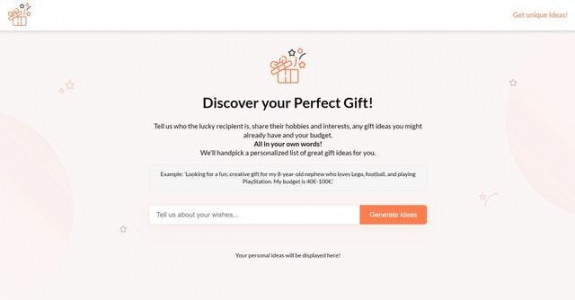 Get unique Ideas!
Discover your Perfect Gift!
Tell us who the lucky recipient is, share their hobbies and interests, any gift ideas you might
already have and your budget.
All in your own words!
We'll handpick a personalized list of great gift ideas for you.
Example: 'Looking for a fun, creative gift for my 8-year-old nephew who loves Lego, football, and playing
PlayStation. My budget is 40€-100€!'
Tell us about your wishes...
Generate Ideas
Your personal ideas will be displayed here!